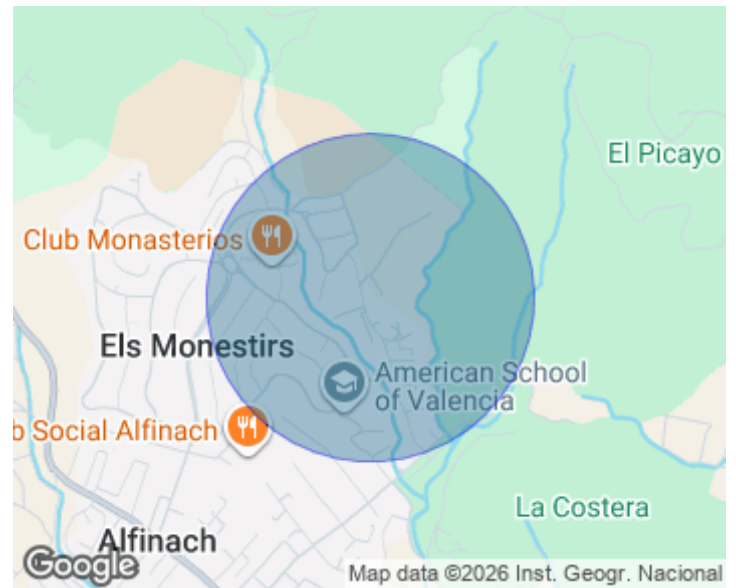 El Picayo
Club Monasterios
Els Monestirs
American School
of Valencia
b Social Alfinach
La Costera
Alfinach
Google
Map data ©2026 Inst. Geogr. Nacional